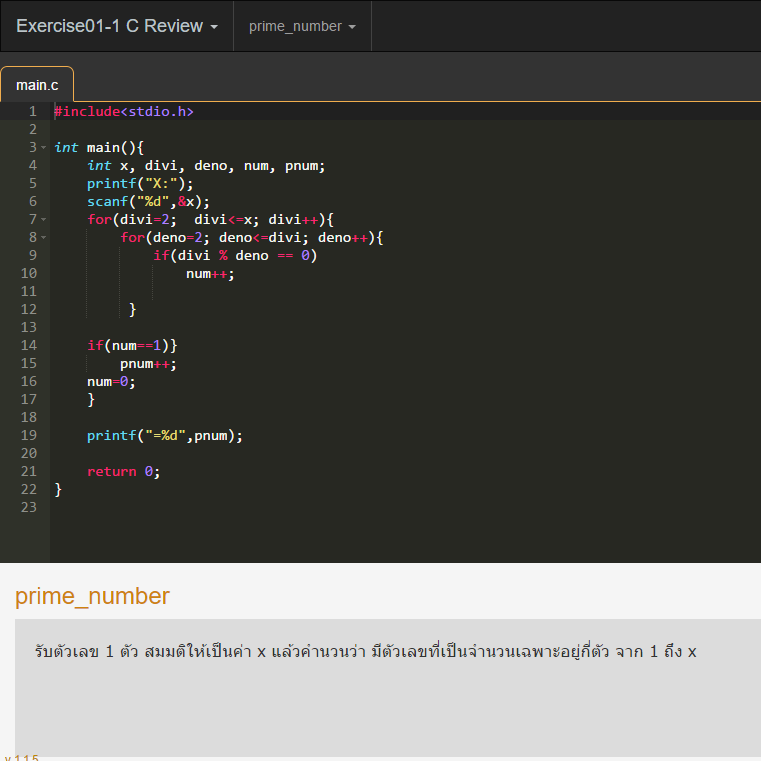 Exercise01-1 C Review prime_number
main.c
1 #include<stdio.h>
2
3 int main(){
4 int x, divi, deno, num, pnum;
5 printf("X:");
6 scanf("%d",&x);
7 for(divi=2;  divi<=x; divi++){
8 for(deno=2; deno<=divi; deno++){
9 if(divi % deno == 0)
10 num++;
11
12 }
13
14 if(num==1)}
15 pnum++;
16 num=0;
17 }
18
19 printf("=%d",pnum);
20
21 return 0;
22 }
23
prime_number
รับตัวเลข 1 ตัว สมมติให้เป็นค่า x แล้วคำนวนว่า มีตัวเลขที่เป็นจำนวนเฉพาะอยู่กี่ตัว จาก 1 ถึง x
v 1.1.5